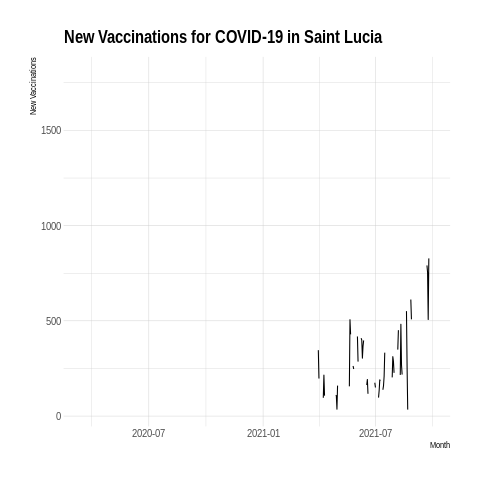 New Vaccinations for COVID-19 in Saint Lucia
New Vaccinations
1500
1000
500
0
2020-07
2021-01
2021-07
Month